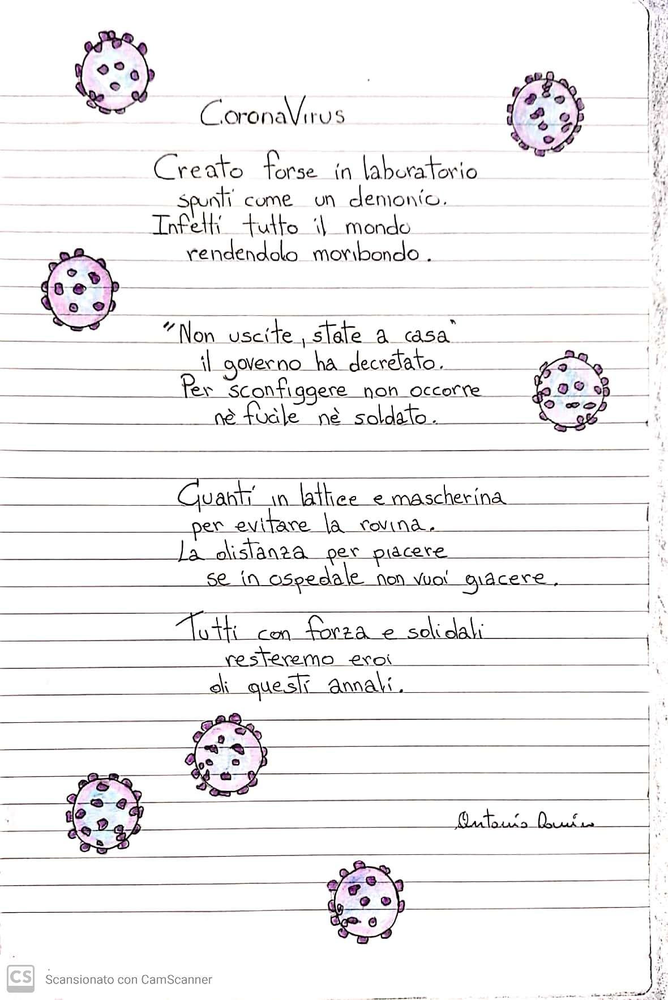 CoronaVirus
Creato forse in laboratorio
spunti come un demonio.
Infetti tutto il mondo
rendendolo moribondo.
"Non uscite, state a casa"
il governo ha decretato.
Per sconfiggere non occorre
nè fucile nè soldato.
Guanti in lattice e mascherina
per evitare la rovina.
La distanza per piacere
se in ospedale non vuoi giacere.
Tutti con forza e solidali
resteremo eroi
di questi annali.
Antonio
CS Scansionato con CamScanner